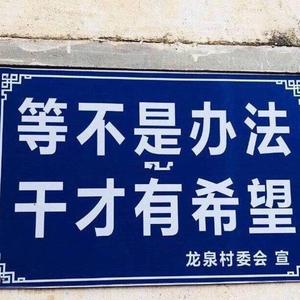 等不是办法
干才有希望
龙泉村委会 宣